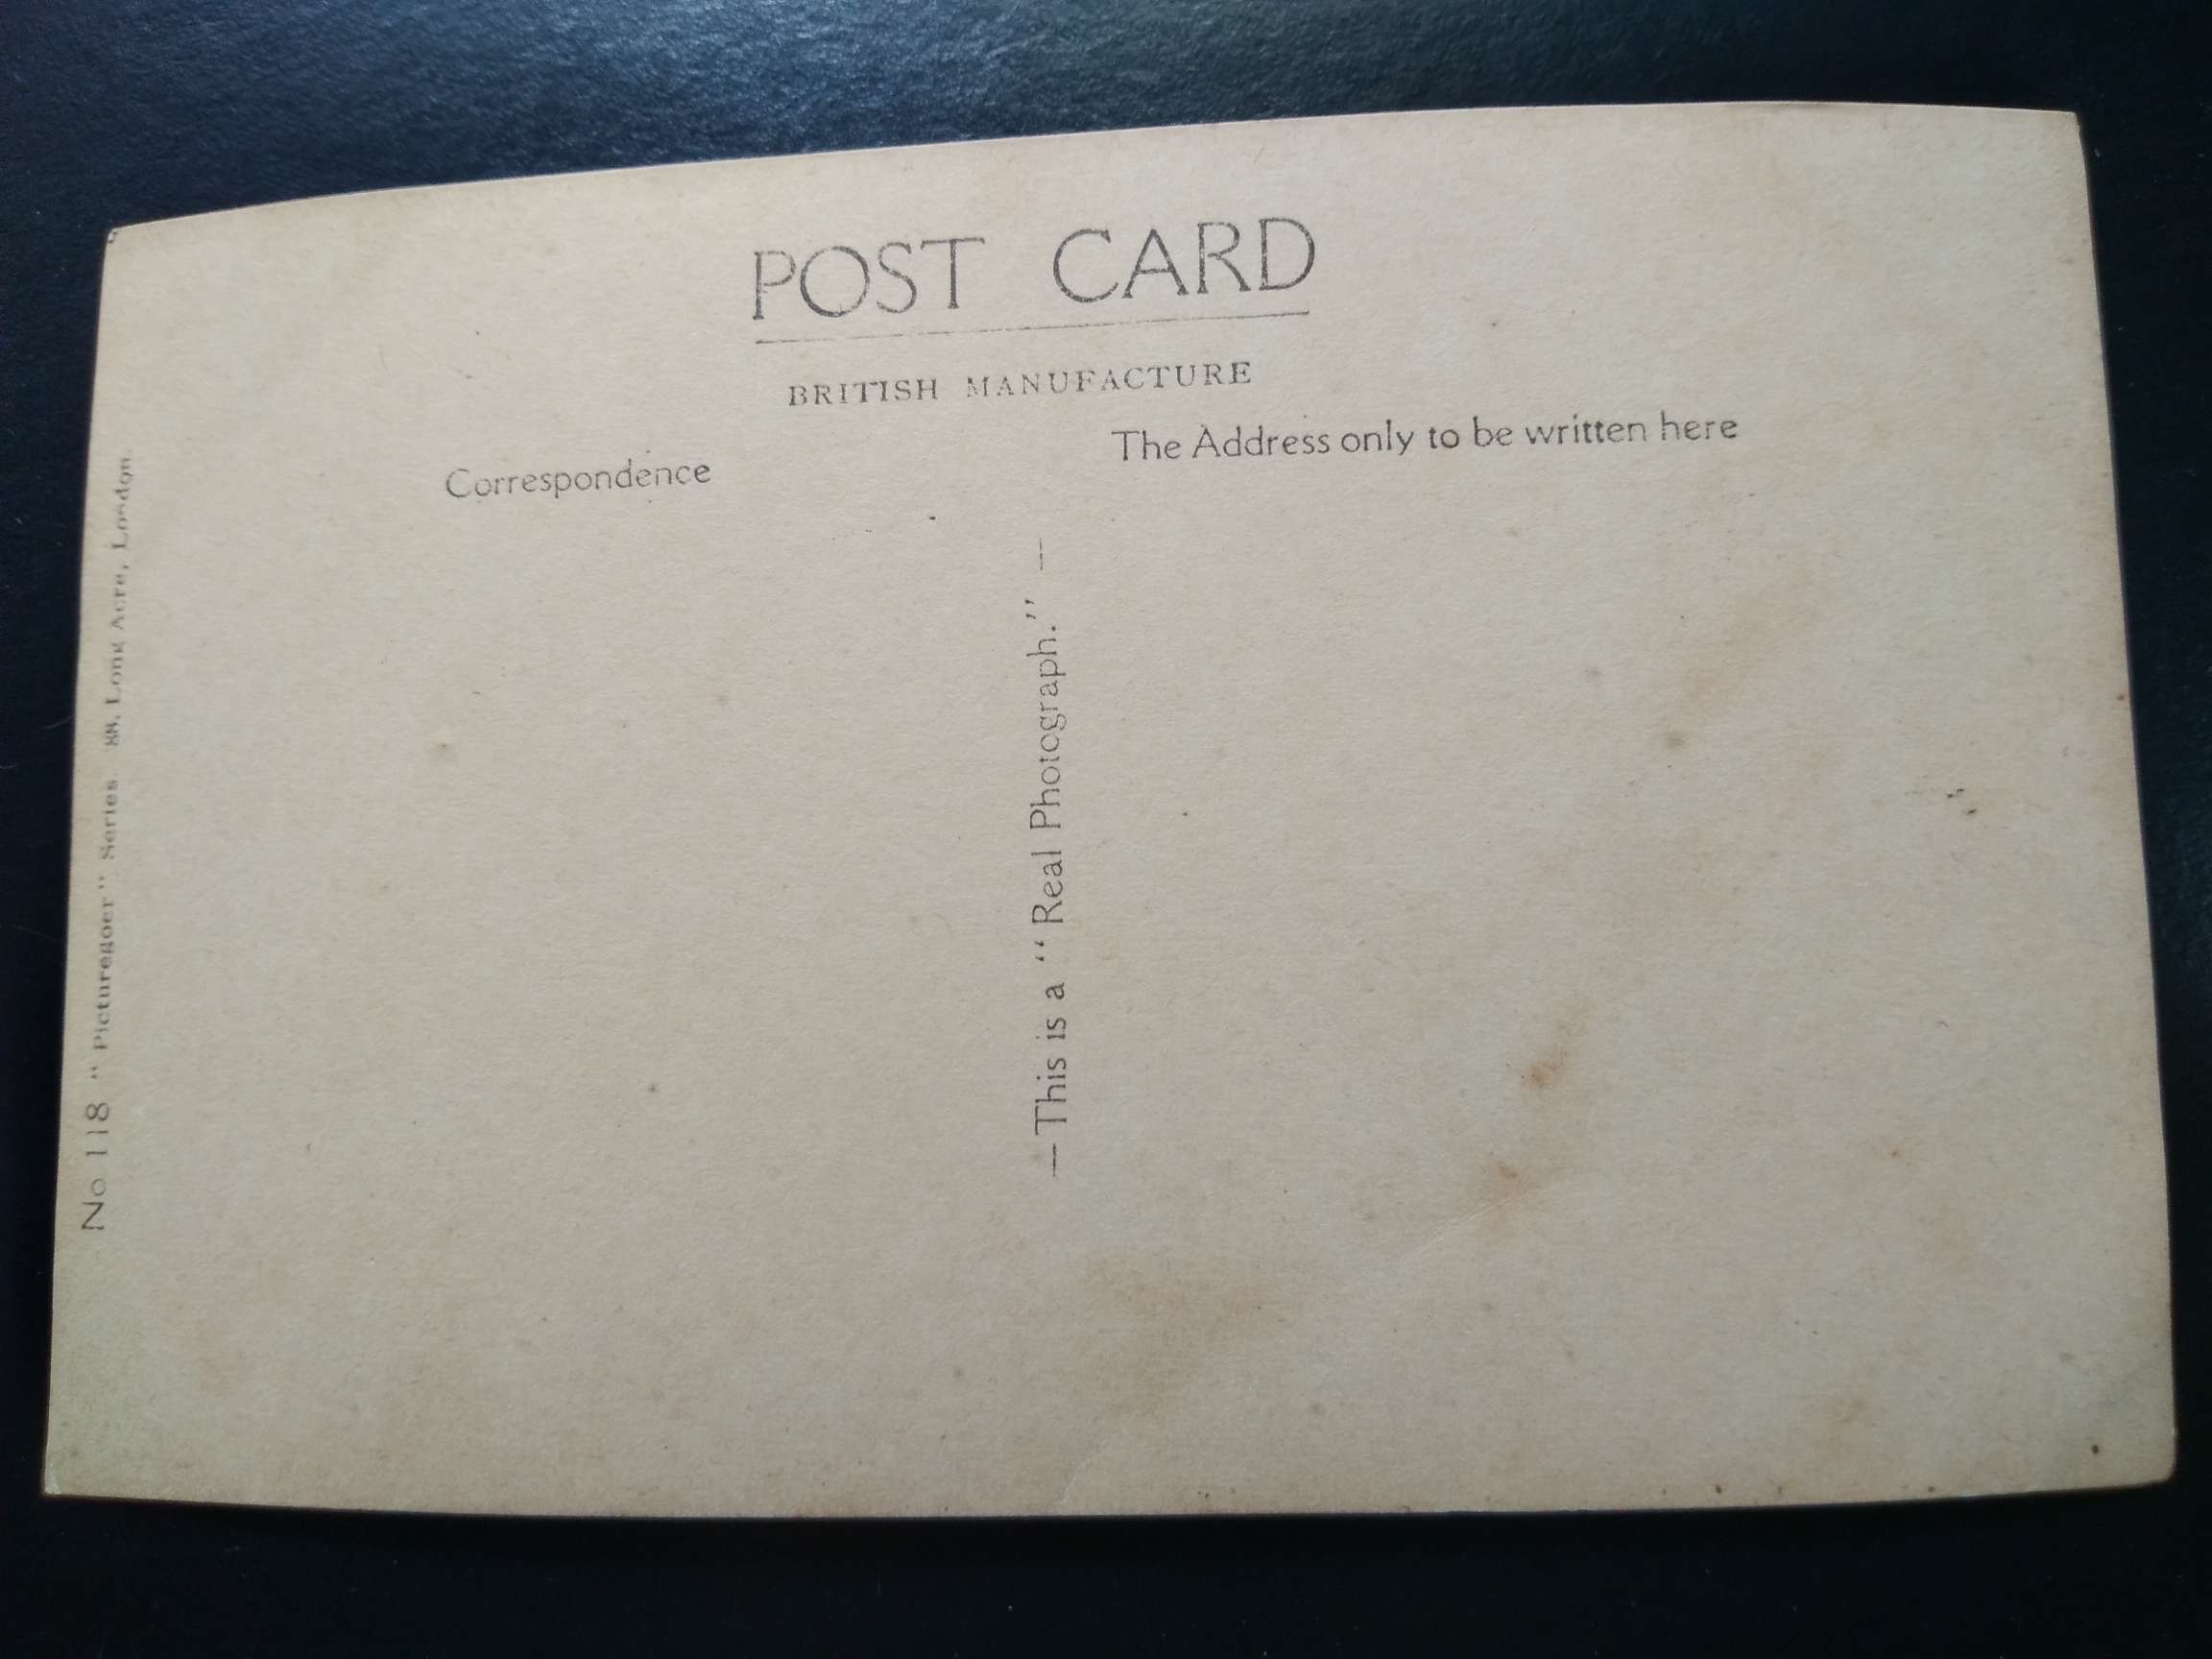 POST CARD
BRITISH MANUFACTURE
Correspondence
The Address only to be written here
— This is a "Real Photograph." —
No 118 "Picturegoer" Series. 88, Long Acre, London.